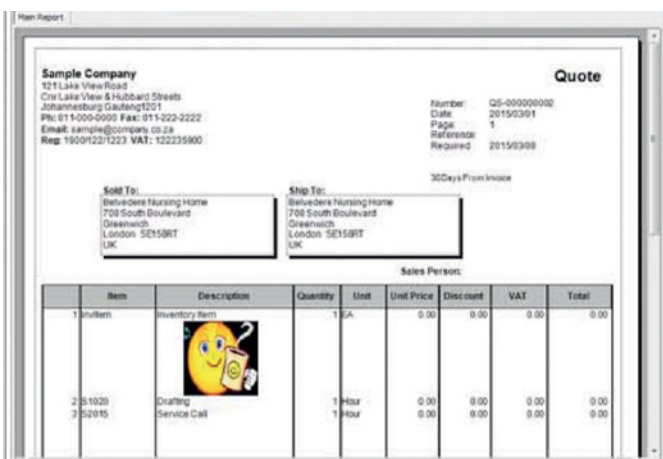 Main Report
Sample Company
121 Lake View Road
Cnr Lake View & Hubbard Streets
Johannesburg Gauteng1201
Ph: 011-000-0000 Fax: 011-222-2222
Email: sample@company.co.za
Reg: 1900/122/1223 VAT: 122235900
Quote
Number: QS-000000002
Date: 2015/03/01
Page: 1
Reference:
Required 2015/03/08
30Days From Invoice
Sold To:
Belvedere Nursing Home
708 South Boulevard
Greenwich
London SE158RT
UK
Ship To:
Belvedere Nursing Home
708 South Boulevard
Greenwich
London SE158RT
UK
Sales Person:
Item Description Quantity Unit Unit Price Discount VAT Total
1 InvItem Inventory Item 1 EA 0.00 0.00 0.00 0.00
?
2 S1020 Drafting 1 Hour 0.00 0.00 0.00 0.00
3 S2015 Service Call 1 Hour 0.00 0.00 0.00 0.00